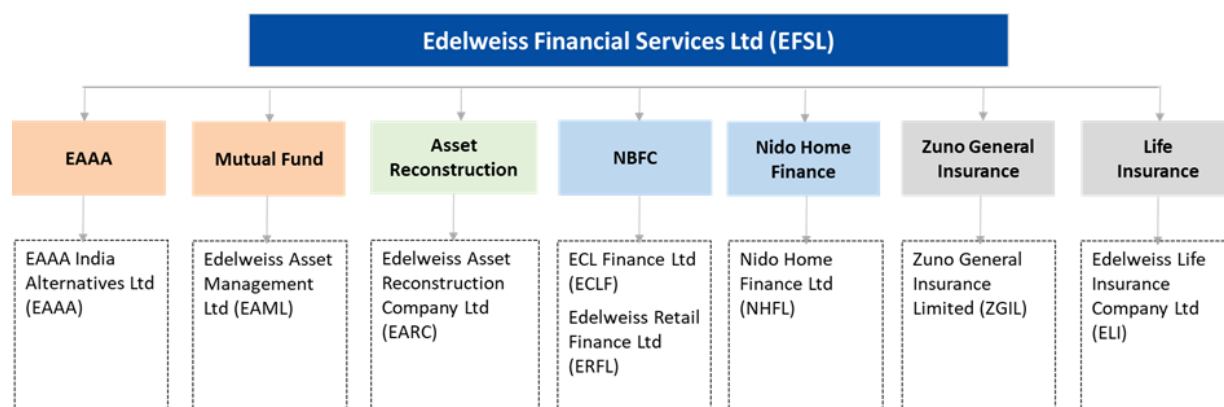 Edelweiss Financial Services Ltd (EFSL)
EAAA
Mutual Fund
Asset
Reconstruction
NBFC
Nido Home
Finance
Zuno General
Insurance
Life
Insurance
EAAA India
Alternatives Ltd
(EAAA)
Edelweiss Asset
Management
Ltd (EAML)
Edelweiss Asset
Reconstruction
Company Ltd
(EARC)
ECL Finance Ltd
(ECLF)
Edelweiss Retail
Finance Ltd
(ERFL)
Nido Home
Finance Ltd
(NHFL)
Zuno General
Insurance
Limited (ZGIL)
Edelweiss Life
Insurance
Company Ltd
(ELI)